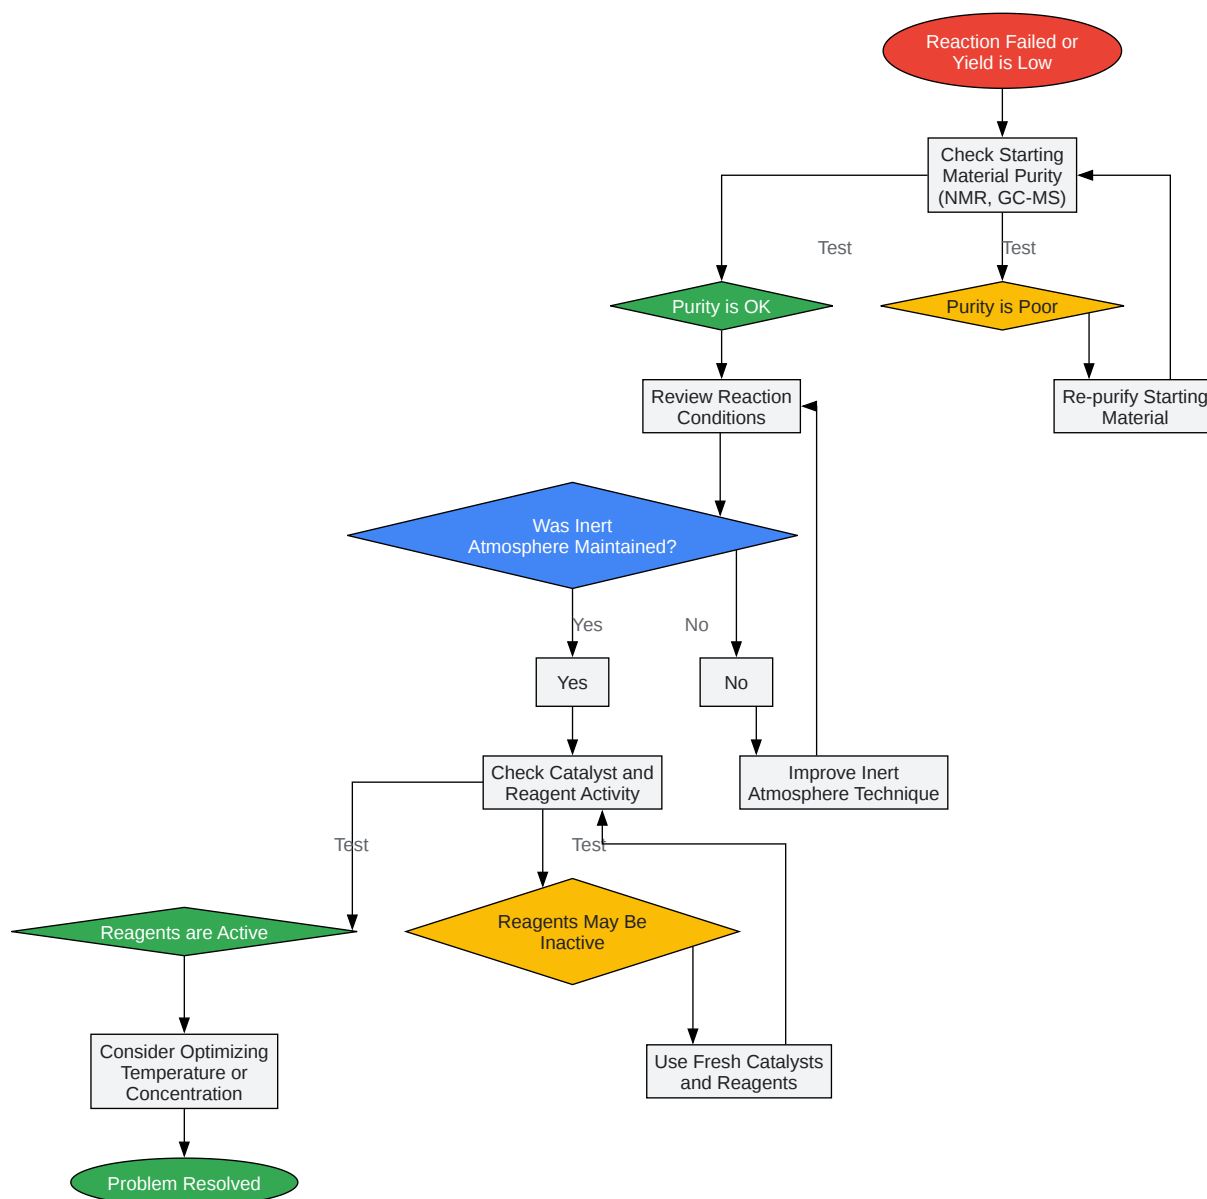 Reaction Failed or
Yield is Low
Check Starting
Material Purity
(NMR, GC-MS)
Test
Test
Purity is OK
Purity is Poor
Review Reaction
Conditions
Re-purify Starting
Material
Was Inert
Atmosphere Maintained?
Yes
No
Yes
No
Check Catalyst and
Reagent Activity
Improve Inert
Atmosphere Technique
Test
Test
Reagents are Active
Reagents May Be
Inactive
Consider Optimizing
Temperature or
Concentration
Use Fresh Catalysts
and Reagents
Problem Resolved